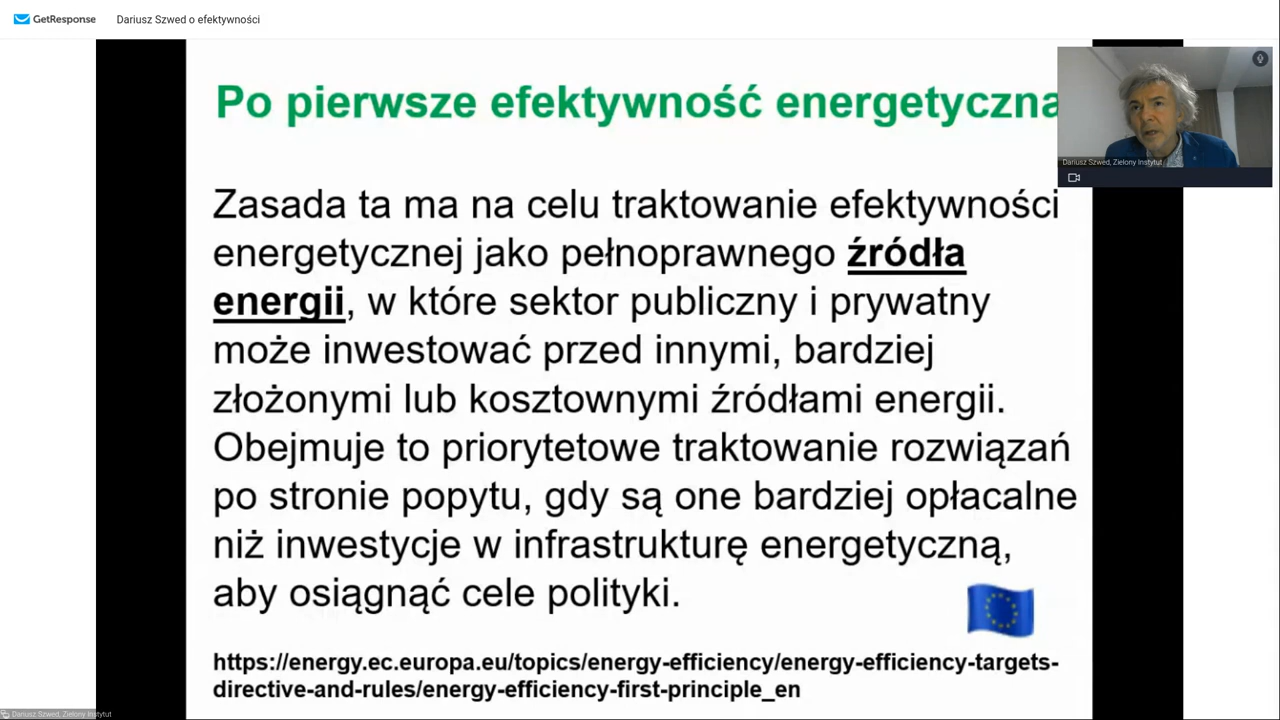 GetResponse Dariusz Szwed o efektywności
Po pierwsze efektywność energetyczna
Dariusz Szwed, Zielony Instytut
Zasada ta ma na celu traktowanie efektywności
energetycznej jako pełnoprawnego źródła
energii, w które sektor publiczny i prywatny
może inwestować przed innymi, bardziej
złożonymi lub kosztownymi źródłami energii.
Obejmuje to priorytetowe traktowanie rozwiązań
po stronie popytu, gdy są one bardziej opłacalne
niż inwestycje w infrastrukturę energetyczną,
aby osiągnąć cele polityki.
https://energy.ec.europa.eu/topics/energy-efficiency/energy-efficiency-targets-
directive-and-rules/energy-efficiency-first-principle_en
Dariusz Szwed, Zielony Instytut